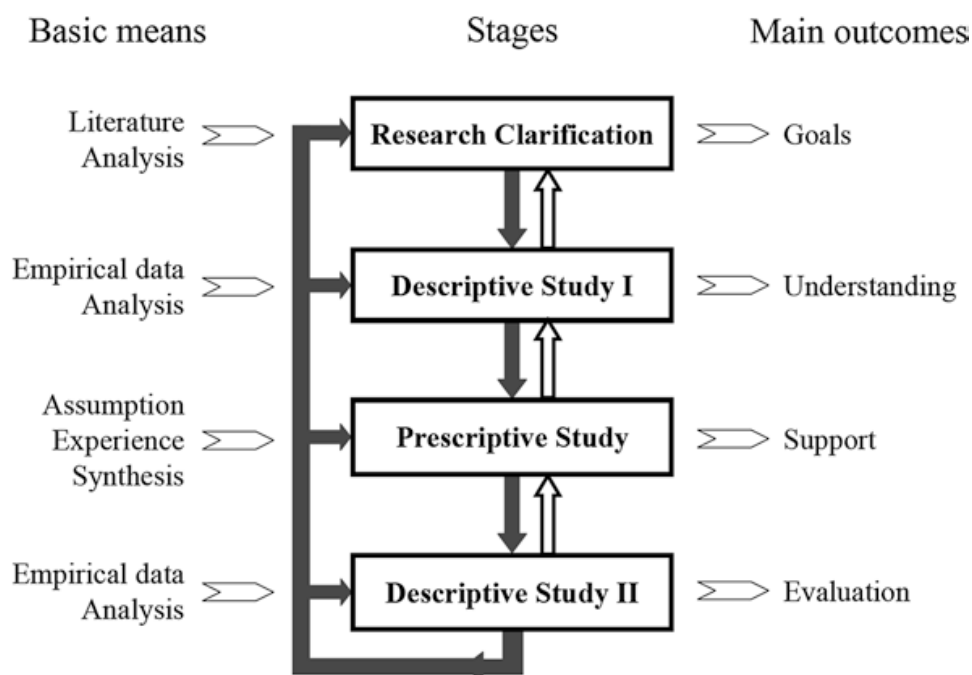 Basic means
Stages
Main outcomes
Literature
Analysis
Research Clarification
Goals
Empirical data
Analysis
Descriptive Study I
Understanding
Assumption
Experience
Synthesis
Prescriptive Study
Support
Empirical data
Analysis
Descriptive Study II
Evaluation